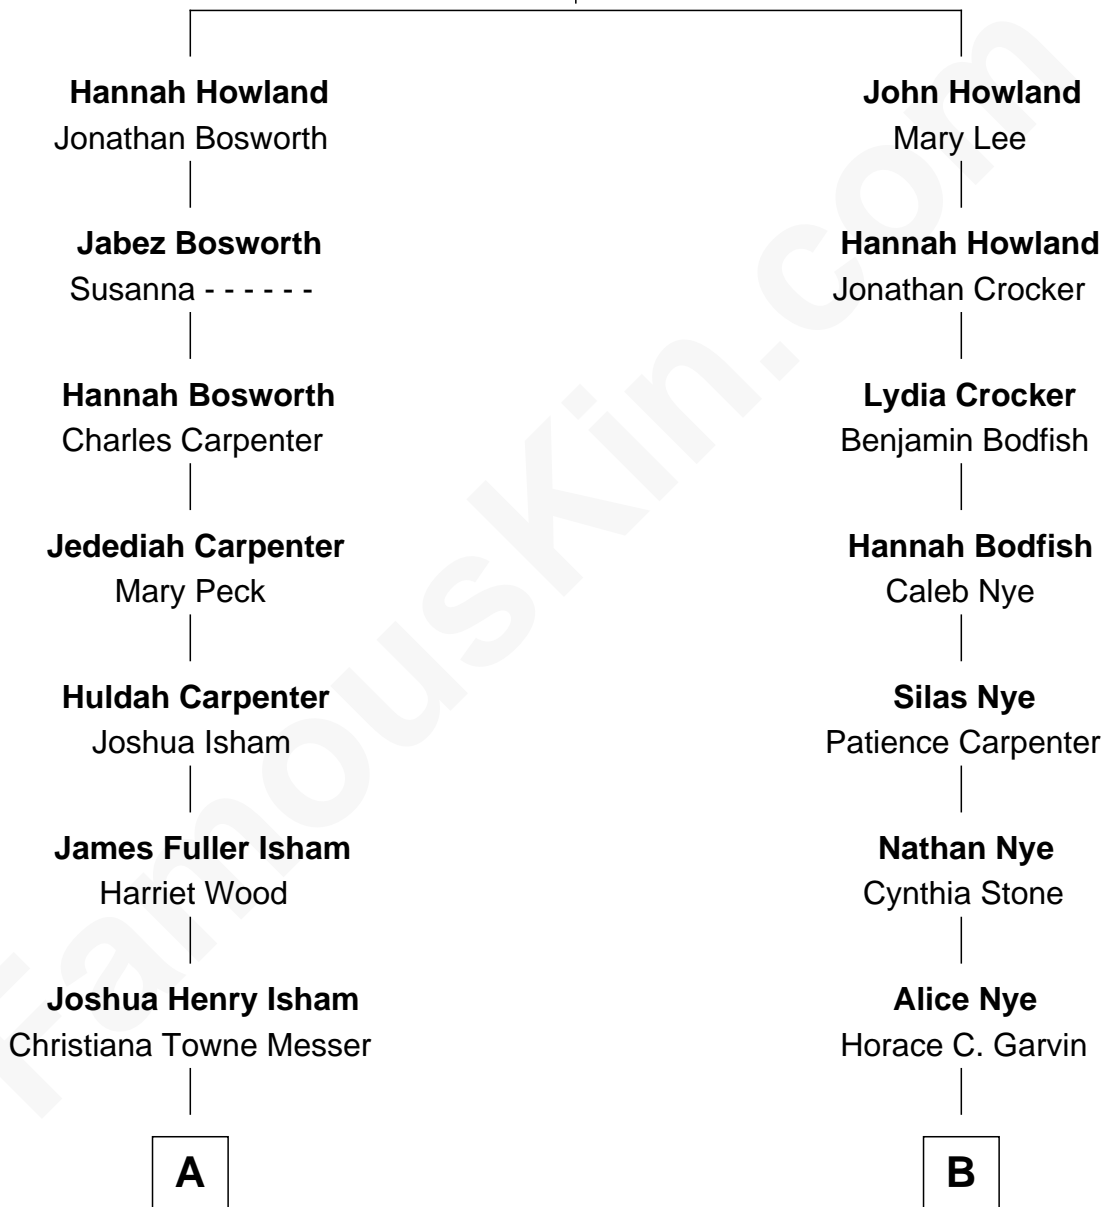 Hannah Howland
Jonathan Bosworth
Jabez Bosworth
Susanna - - - - - -
Hannah Bosworth
Charles Carpenter
Jedediah Carpenter
Mary Peck
Huldah Carpenter
Joshua Isham
James Fuller Isham
Harriet Wood
Joshua Henry Isham
Christiana Towne Messer
A
John Howland
Mary Lee
Hannah Howland
Jonathan Crocker
Lydia Crocker
Benjamin Bodfish
Hannah Bodfish
Caleb Nye
Silas Nye
Patience Carpenter
Nathan Nye
Cynthia Stone
Alice Nye
Horace C. Garvin
B
FamousKin.com